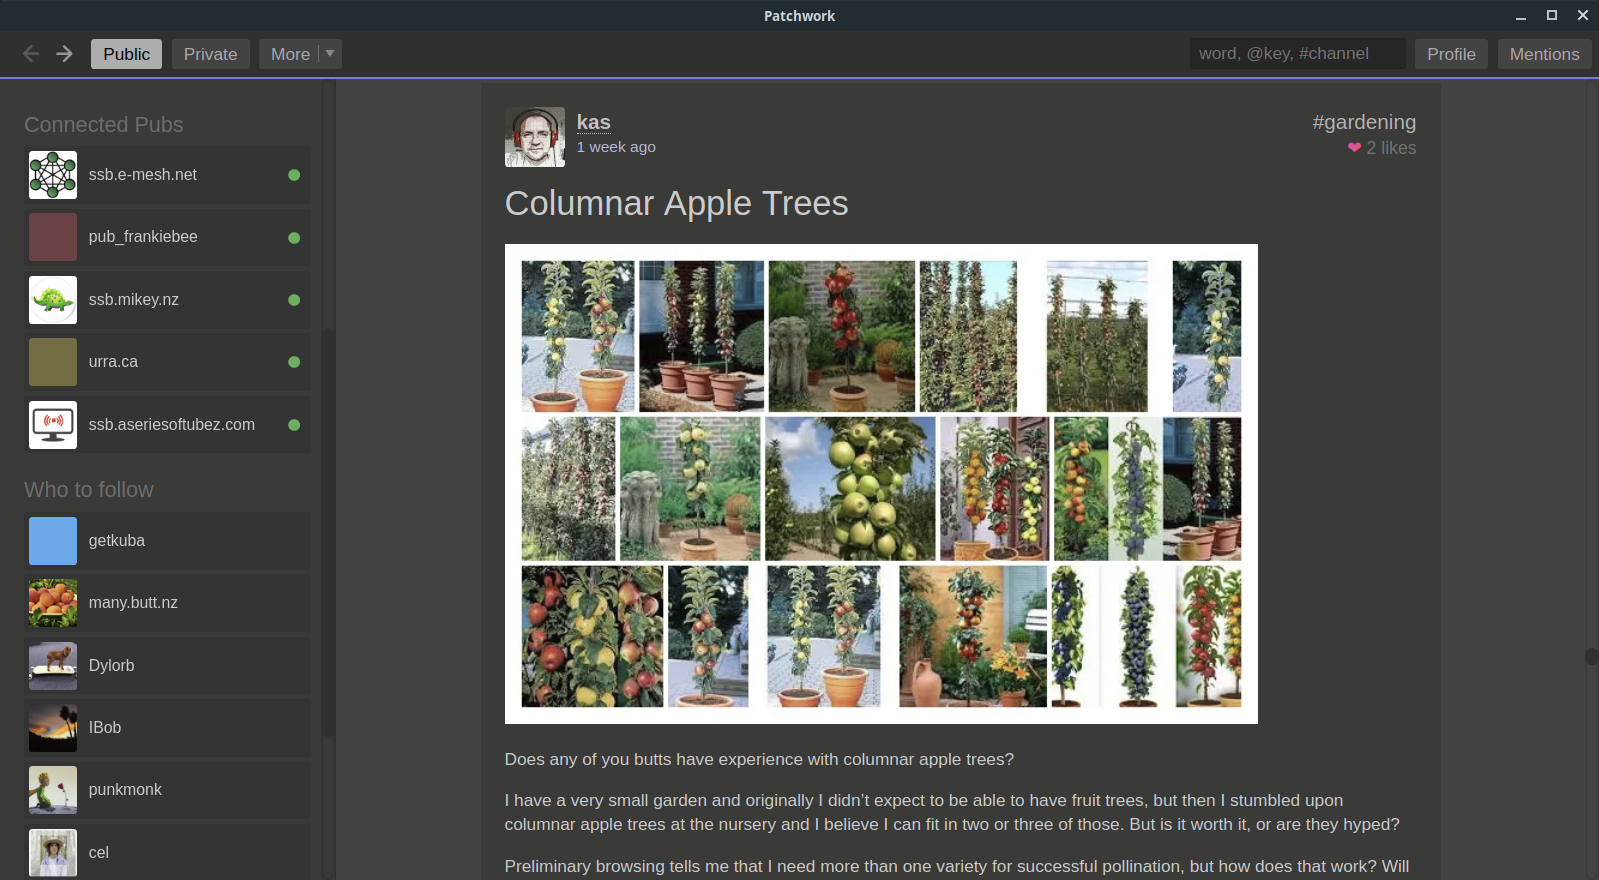 Patchwork
Public
Private
More
word, @key, #channel
Profile
Mentions
Connected Pubs
ssb.e-mesh.net
pub_frankiebee
ssb.mikey.nz
urra.ca
ssb.aseriesoftubez.com
Who to follow
getkuba
many.butt.nz
Dylorb
IBob
punkmonk
cel
kas
1 week ago
#gardening
❤ 2 likes
Columnar Apple Trees
Does any of you butts have experience with columnar apple trees?
I have a very small garden and originally I didn’t expect to be able to have fruit trees, but then I stumbled upon
columnar apple trees at the nursery and I believe I can fit in two or three of those. But is it worth it, or are they hyped?
Preliminary browsing tells me that I need more than one variety for successful pollination, but how does that work? Will